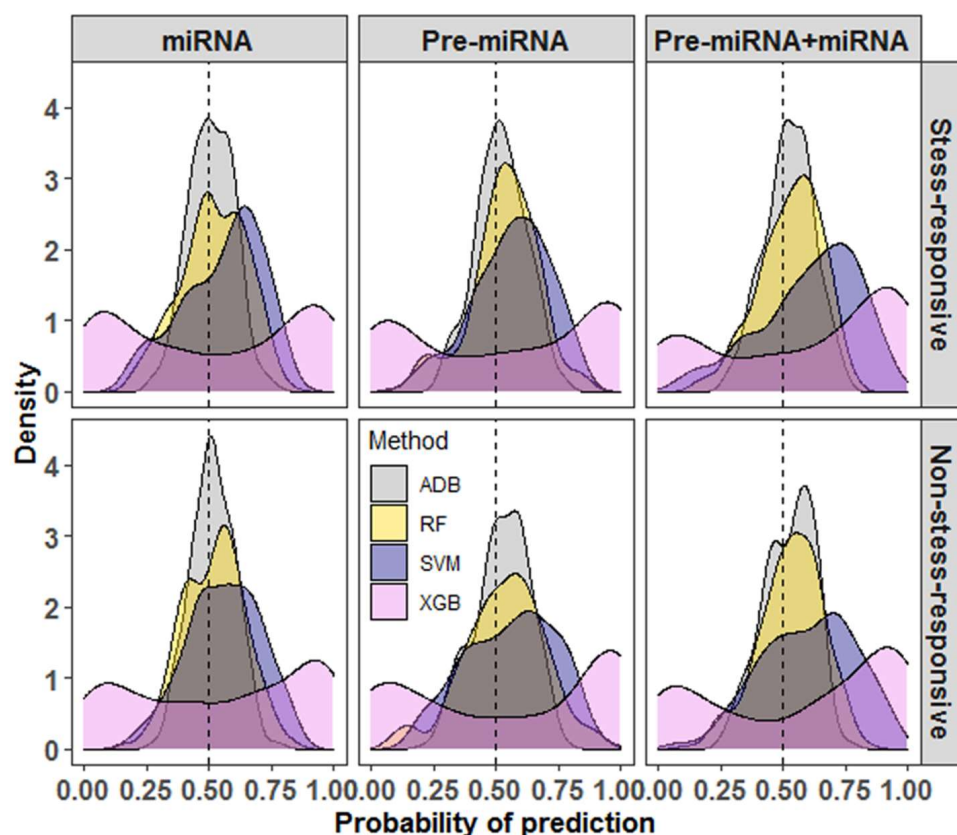 miRNA Pre-miRNA Pre-miRNA+miRNA
Stess-responsive
4
3
2
1
0
Density
Non-stess-responsive
4
3
2
1
0
Method
ADB
RF
SVM
XGB
0.00 0.25 0.50 0.75 1.00 0.00 0.25 0.50 0.75 1.00 0.00 0.25 0.50 0.75 1.00
Probability of prediction